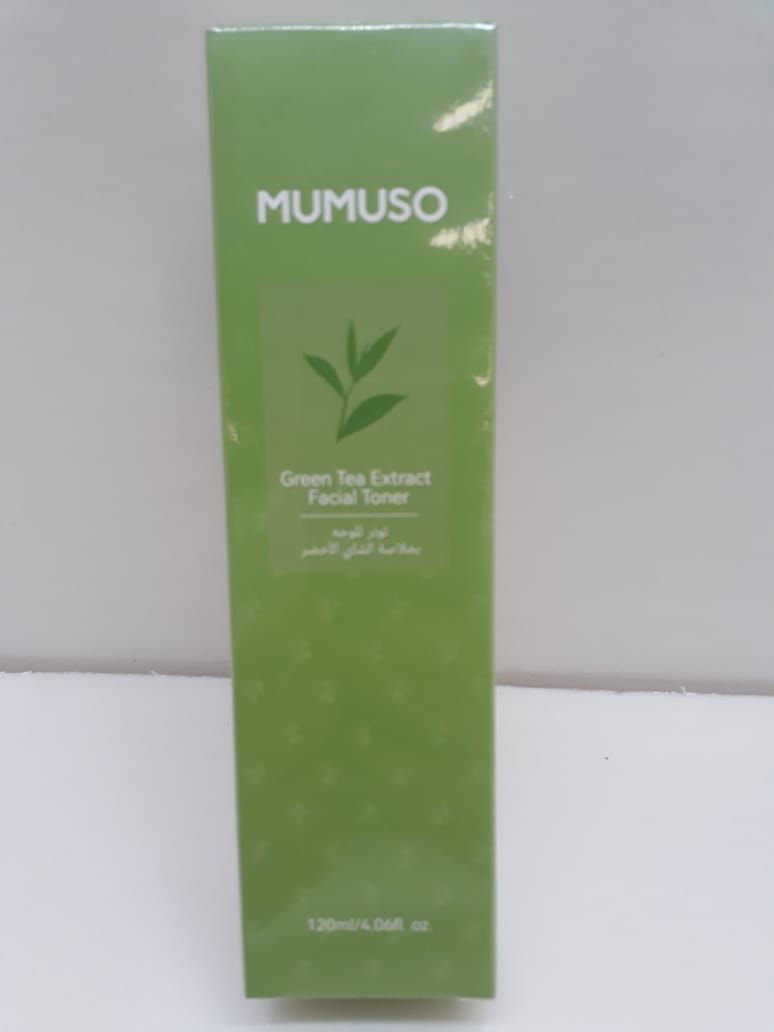 MUMUSO
Green Tea Extract
Facial Toner
تونر للوجه
بخلاصة الشاي الأخضر
120ml/4.06fl. oz.